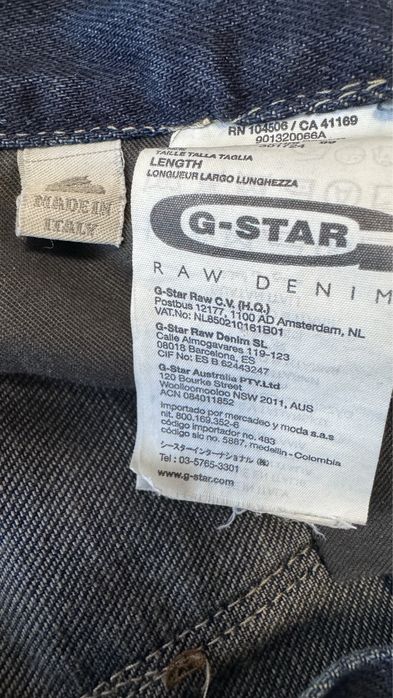 RN 104506 / CA 41169
901320066A
TAILLE TALLA TAGLIA
LENGTH
LONGUEUR LARGO LUNGHEZZA
MADE IN
ITALY
G-STAR
RAW DENIM
G-Star Raw C.V. (H.Q.)
Postbus 12177, 1100 AD Amsterdam, NL
VAT.No: NL850210161B01
G-Star Raw Denim SL
Calle Almogavares 119-123
08018 Barcelona, ES
CIF No: ES B 62443247
G-Star Australia PTY.Ltd
120 Bourke Street
Woolloomooloo NSW 2011, AUS
ACN 084011852
importado por mercadeo y moda s.a.s
nit. 800.169.352-6
código importador no. 483
código sic no. 5867, medellin - Colombia
ジースターインターナショナル (株)
Tel : 03-5765-3301
www.g-star.com